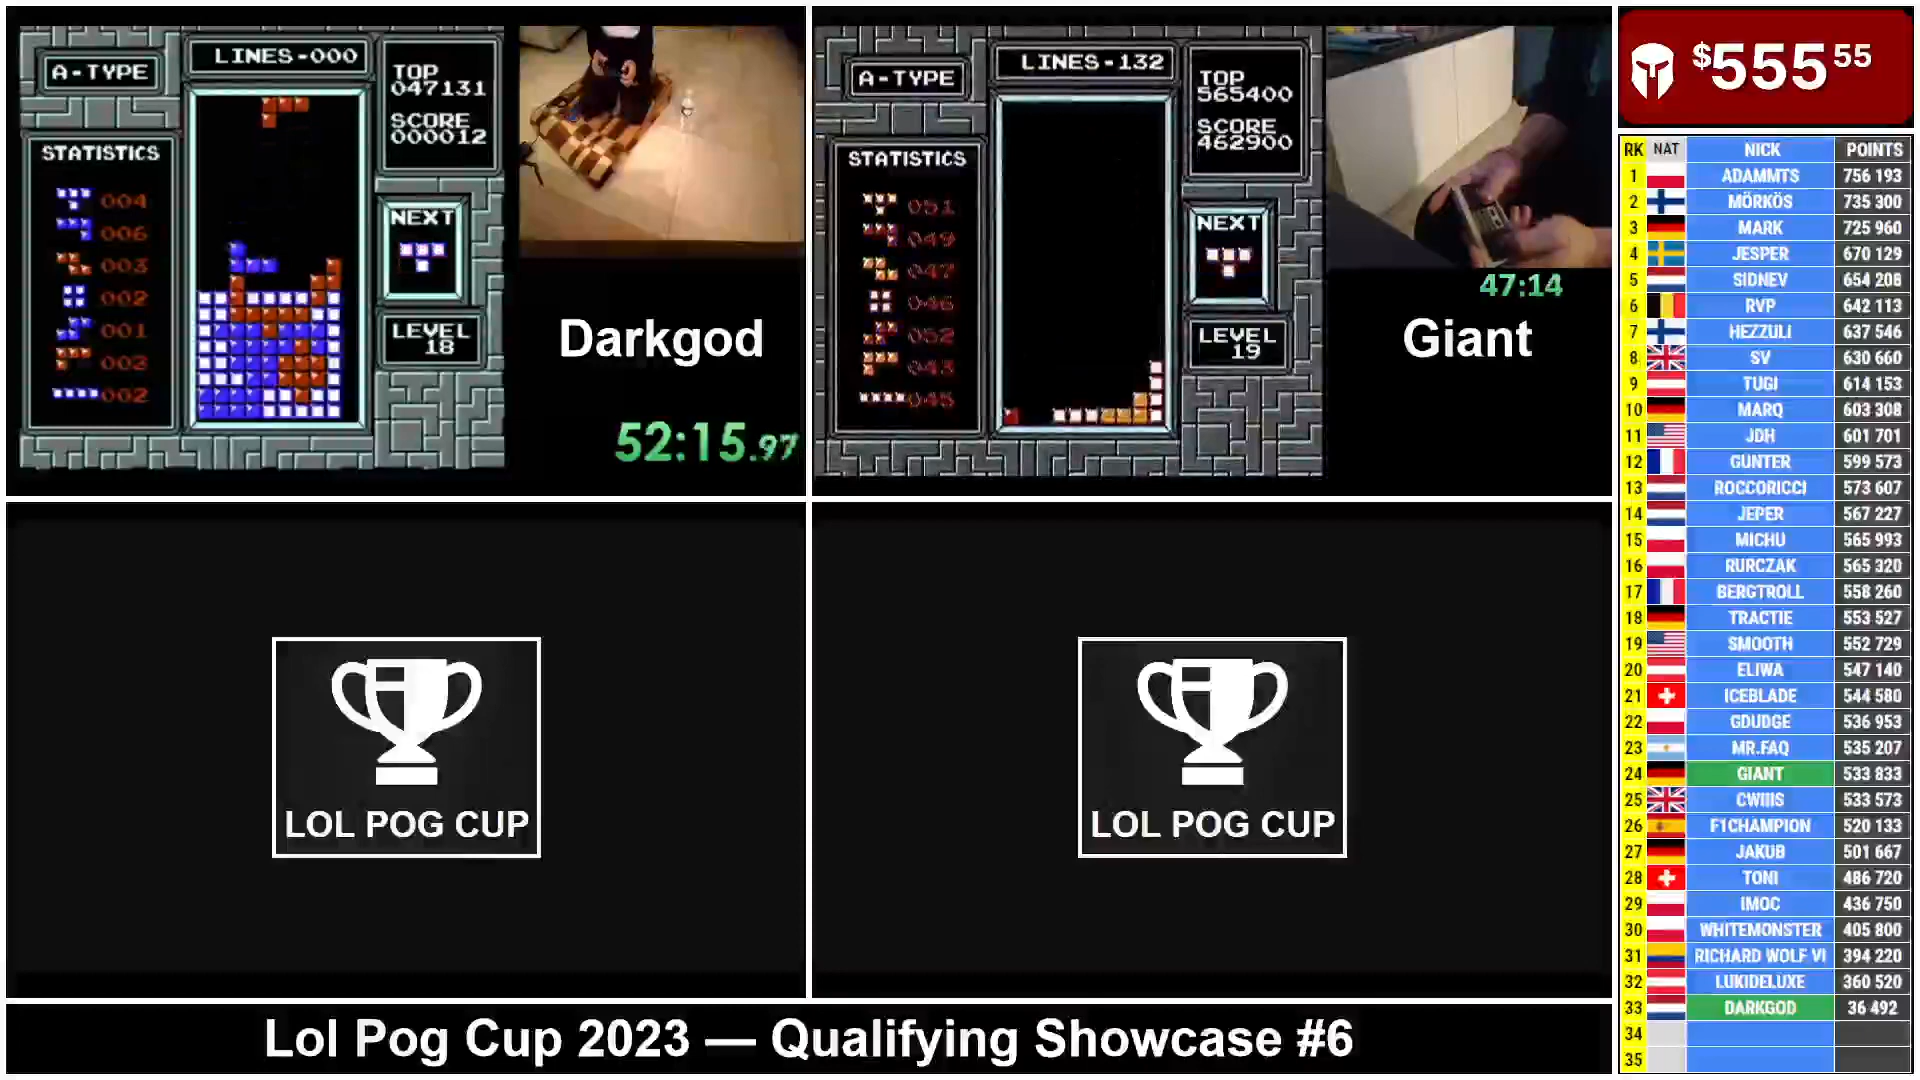 A-TYPE
LINES-000
TOP
047131
SCORE
000012
STATISTICS
004
006
003
002
001
002
NEXT
LEVEL
18
Darkgod
52:15.97
A-TYPE
LINES-132
TOP
565400
SCORE
462900
STATISTICS
051
049
047
046
052
043
045
NEXT
LEVEL
19
47:14
Giant
LOL POG CUP
LOL POG CUP
Lol Pog Cup 2023 — Qualifying Showcase #6
$555 55
RK NAT NICK POINTS
1 ADAMMTS 756 193
2 MÖRKÖS 735 300
3 MARK 725 960
4 JESPER 670 129
5 SIDNEV 654 208
6 RVP 642 113
7 HEZZULI 637 546
8 SV 630 660
9 TUGI 614 153
10 MARQ 603 308
11 JDH 601 701
12 GUNTER 599 573
13 ROCCORICCI 573 607
14 JEPER 567 227
15 MICHU 565 993
16 RURCZAK 565 320
17 BERGTROLL 558 260
18 TRACTIE 553 527
19 SMOOTH 552 729
20 ELIWA 547 140
21 ICEBLADE 544 580
22 GDUDGE 536 953
23 MR.FAQ 535 207
24 GIANT 533 833
25 CWIIIS 533 573
26 F1CHAMPION 520 133
27 JAKUB 501 667
28 TONI 486 720
29 IMOC 436 750
30 WHITEMONSTER 405 800
31 RICHARD WOLF VI 394 220
32 LUKIDELUXE 360 520
33 DARKGOD 36 492
34
35